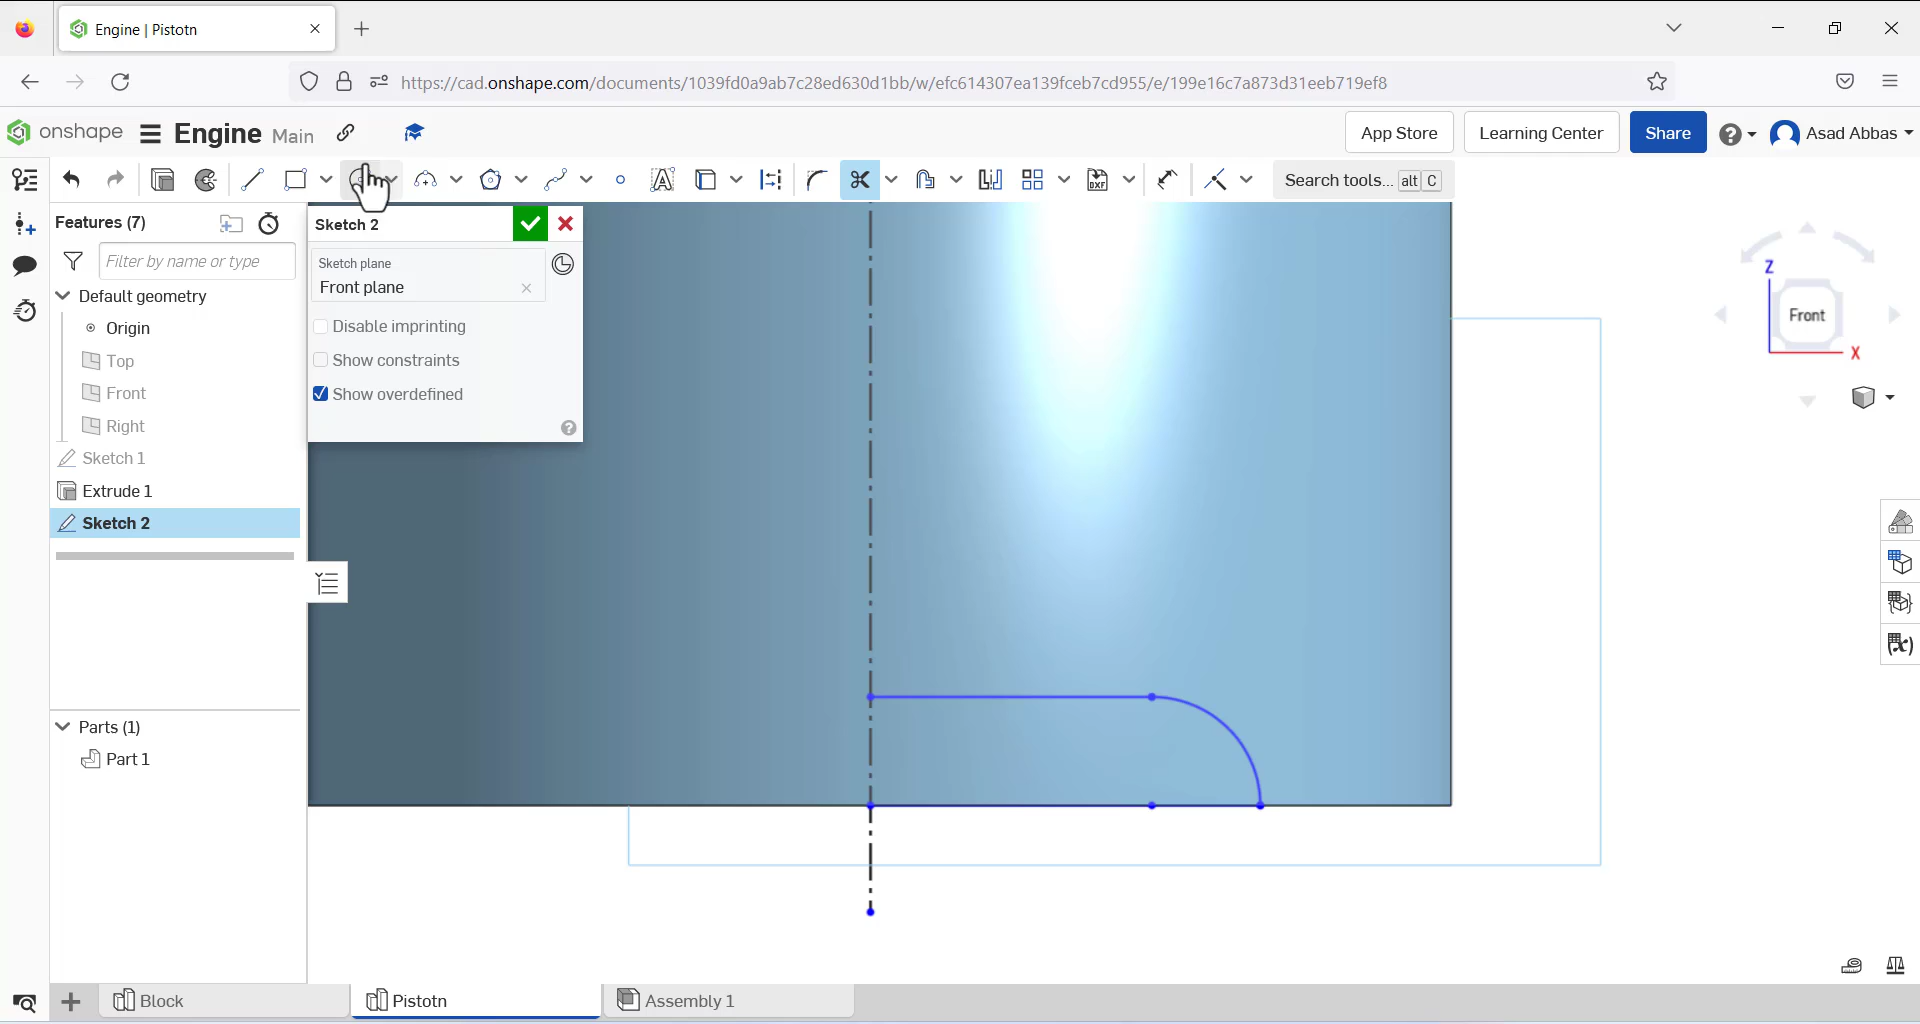 Engine | Pistotn
https://cad.onshape.com/documents/1039fd0a9ab7c28ed630d1bb/w/efc614307ea139fceb7cd955/e/199e16c7a873d31eeb719ef8
onshape Engine Main
App Store
Learning Center
Share
Asad Abbas
DXF
Search tools... alt C
Features (7)
Filter by name or type
Default geometry
Origin
Top
Front
Right
Sketch 1
Extrude 1
Sketch 2
Parts (1)
Part 1
Sketch 2
Sketch plane
Front plane
Disable imprinting
Show constraints
Show overdefined
Z
Front
X
Block
Pistotn
Assembly 1